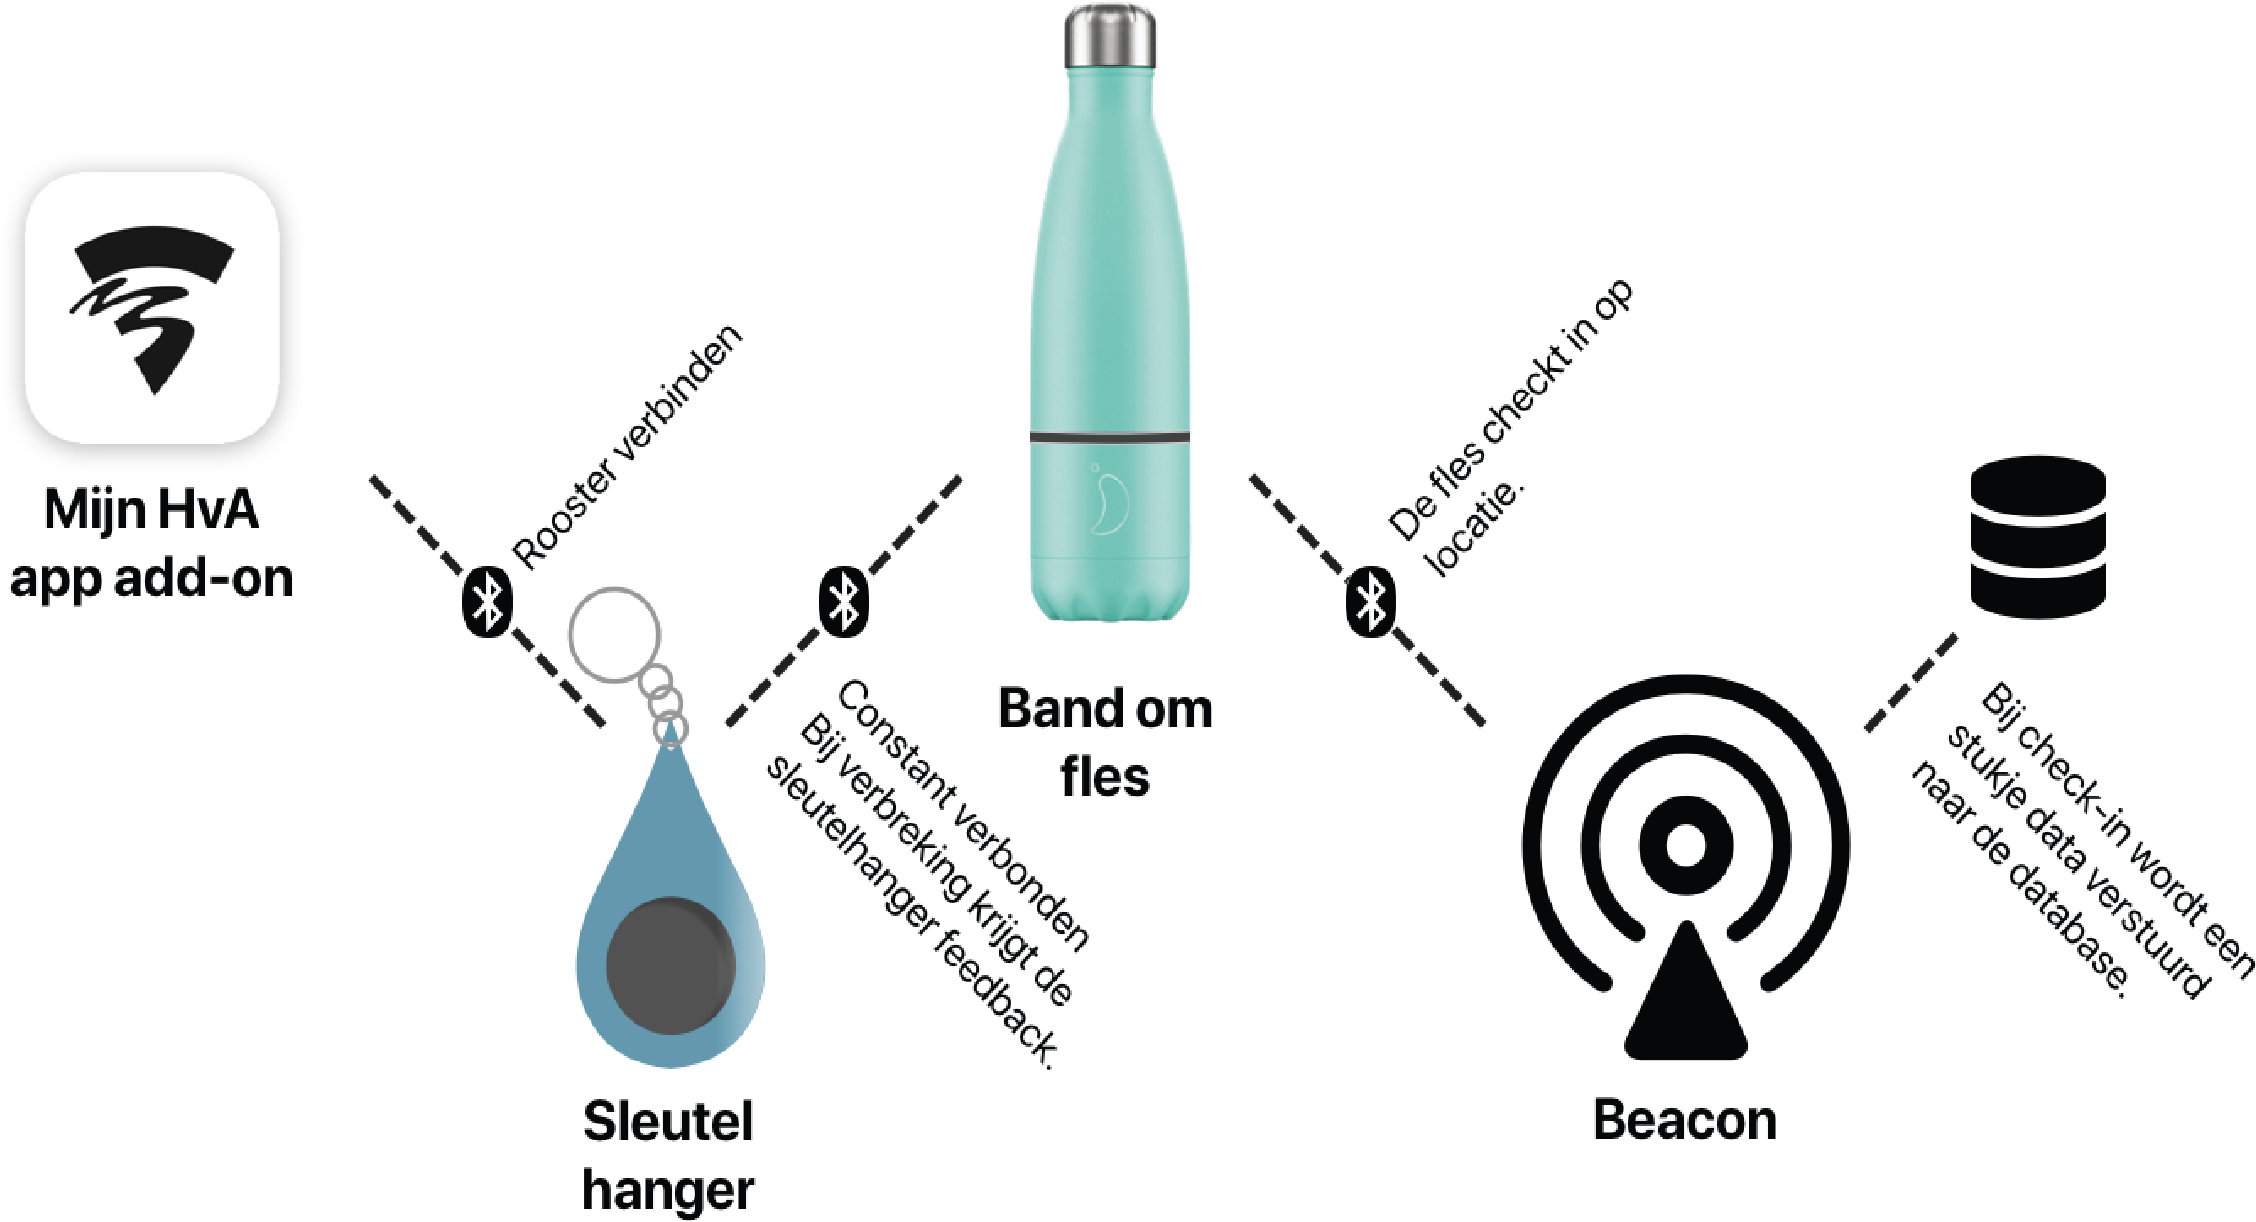 Mijn HvA
app add-on
Rooster verbinden
Sleutel
hanger
Constant verbonden
Bij verbreking krijgt de
sleutelhanger feedback.
Band om
fles
De fles checkt in op
locatie.
Beacon
Bij check-in wordt een
stukje data verstuurd
naar de database.